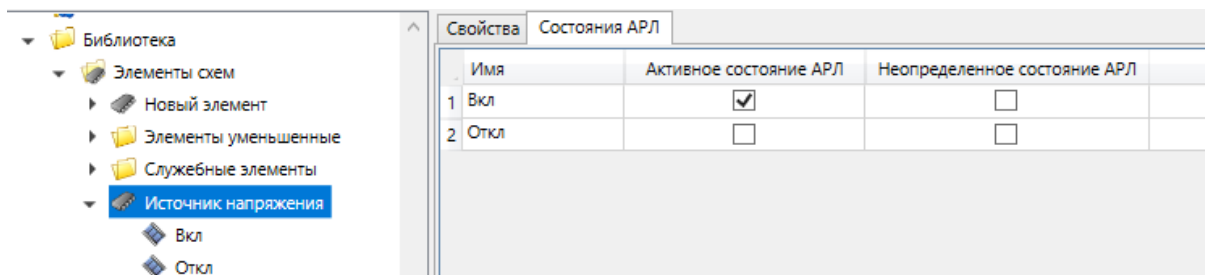 Библиотека
Элементы схем
Новый элемент
Элементы уменьшенные
Служебные элементы
Источник напряжения
Вкл
Откл
Свойства Состояния АРЛ
Имя Активное состояние АРЛ Неопределенное состояние АРЛ
1 Вкл
2 Откл